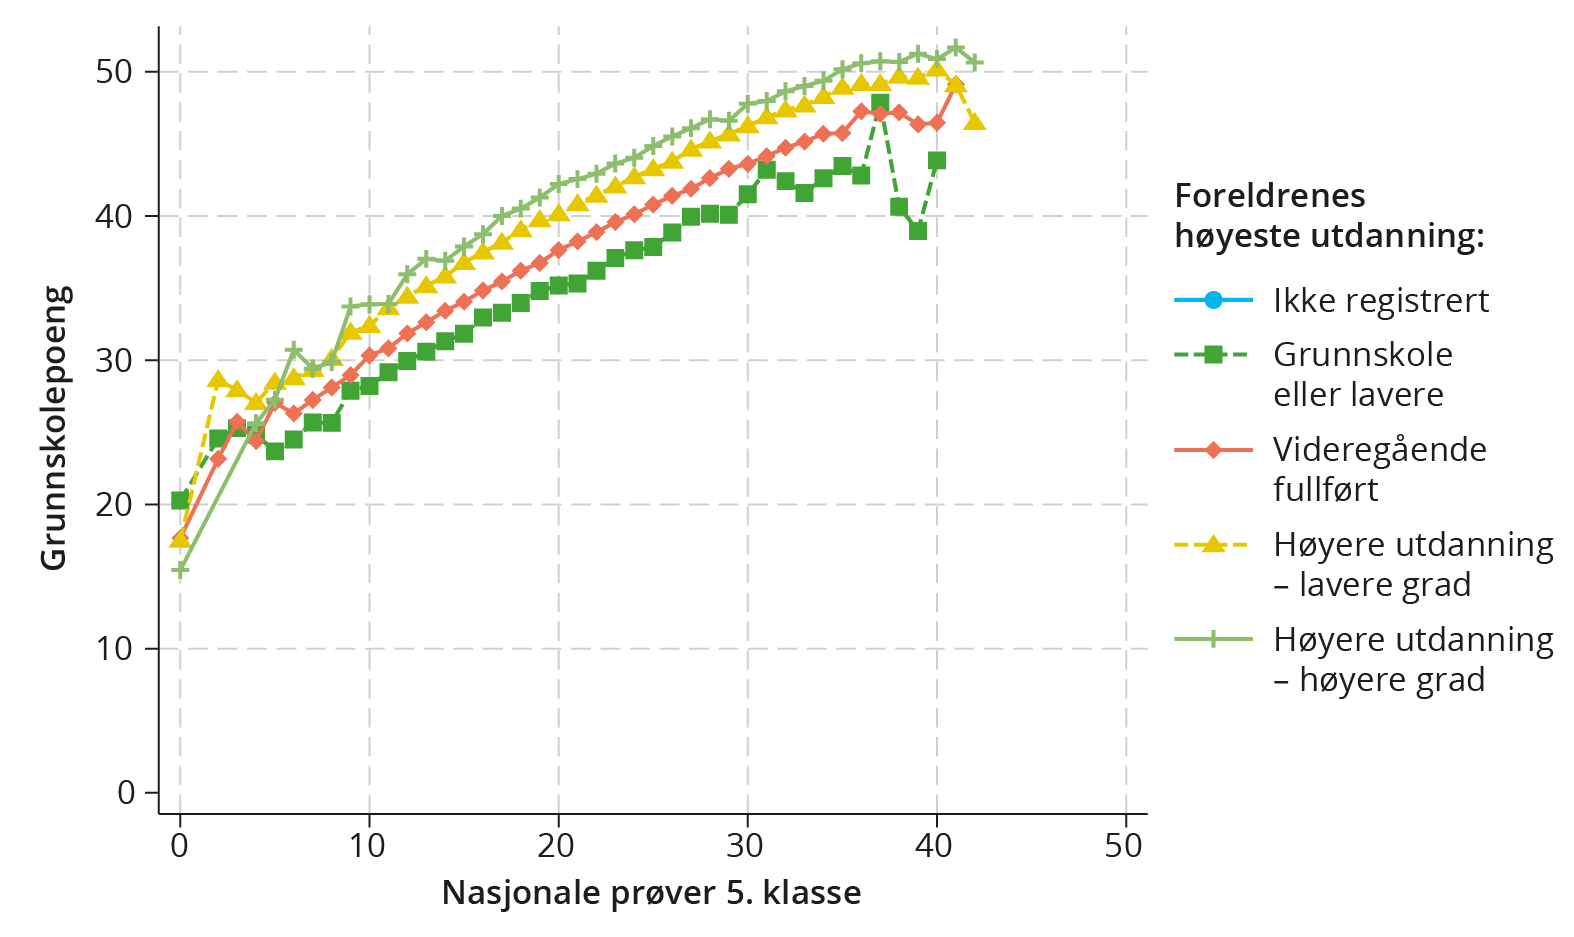 50
40
30
20
10
0
Grunnskolepoeng
0 10 20 30 40 50
Nasjonale prøver 5. klasse
Foreldrenes
høyeste utdanning:
Ikke registrert
Grunnskole
eller lavere
Videregående
fullført
Høyere utdanning
– lavere grad
Høyere utdanning
– høyere grad